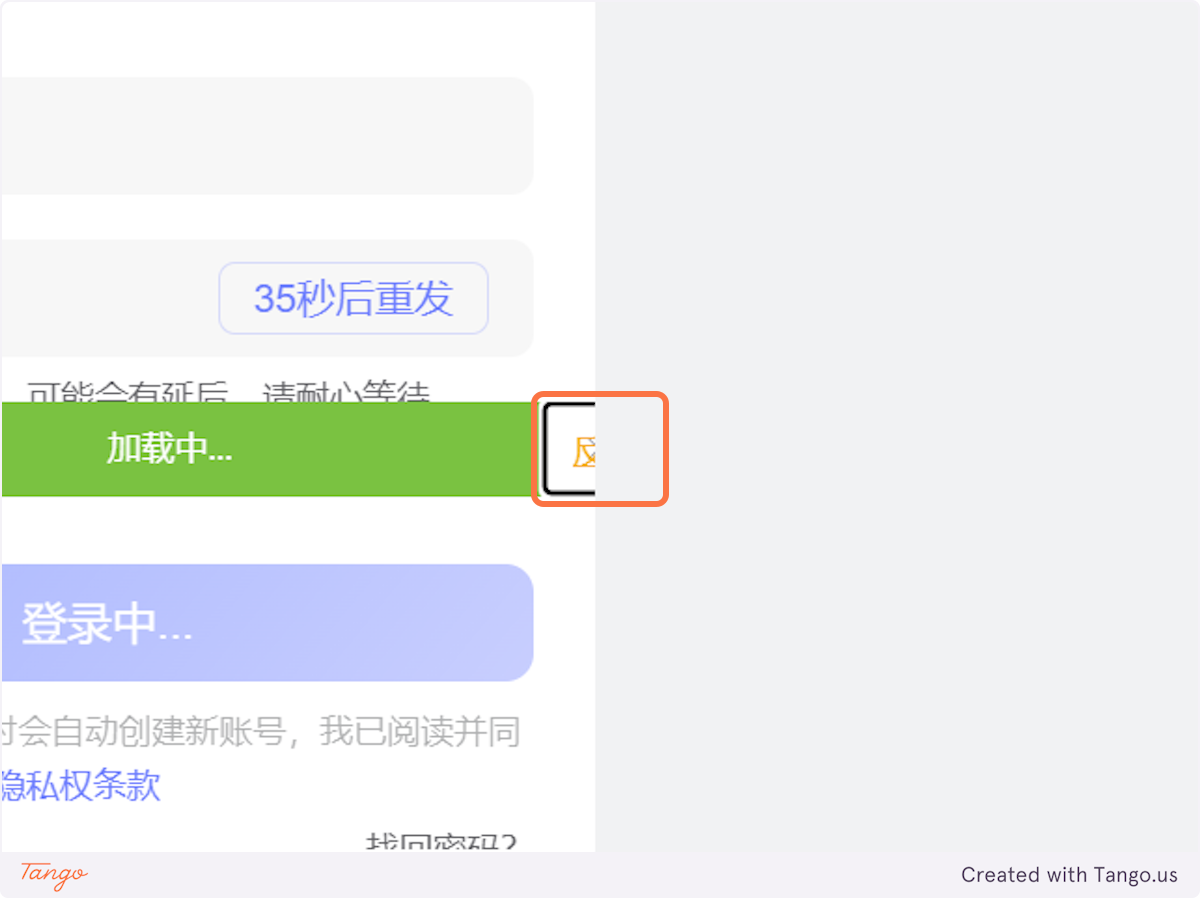 35秒后重发
可能会有延后，请耐心等待
加载中...
登录中...
时会自动创建新账号，我已阅读并同
隐私权条款
找回密码?
Tango
Created with Tango.us